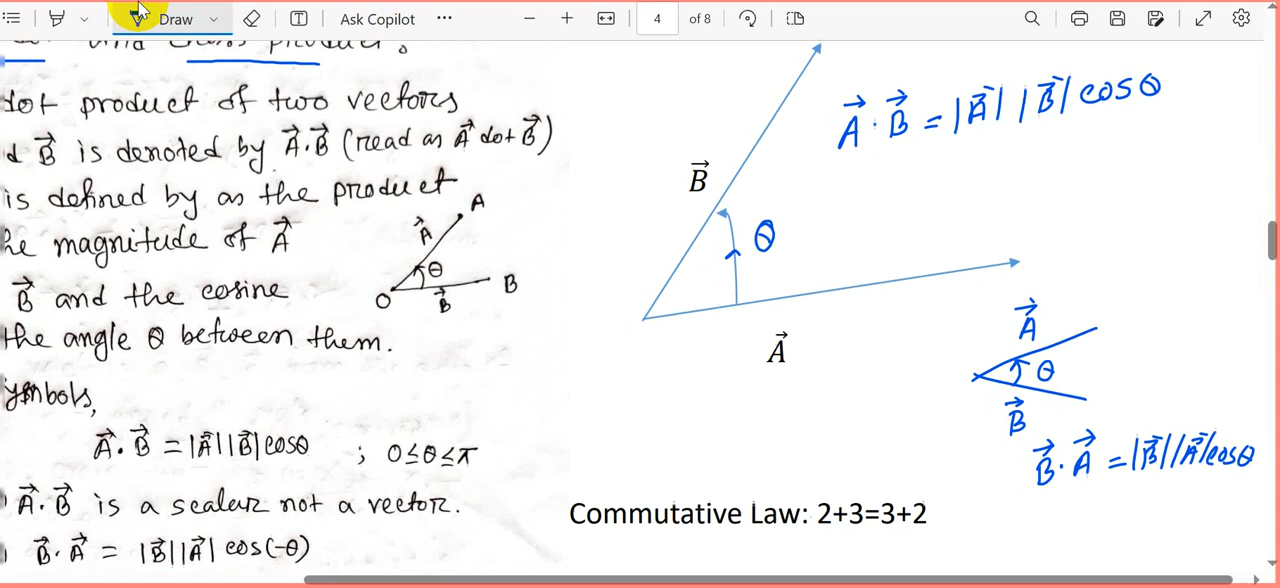 Draw
Ask Copilot
4 of 8
product.
dot product of two vectors
d B⃗ is denoted by A⃗.B⃗ (read as A⃗ dot B⃗)
is defined by as the product
he magnitude of A⃗
B⃗ and the cosine
the angle θ between them.
A
A⃗
θ
O
B⃗
B
ymbols,
A⃗.B⃗ = |A⃗||B⃗|cosθ ; 0≤θ≤π
A⃗.B⃗ is a scalar not a vector.
B⃗.A⃗ = |B⃗||A⃗| cos(-θ)
A⃗.B⃗ = |A⃗| |B⃗| cosθ
B⃗
θ
A⃗
A⃗
θ
B⃗
B⃗.A⃗ = |B⃗||A⃗|cosθ
Commutative Law: 2+3=3+2